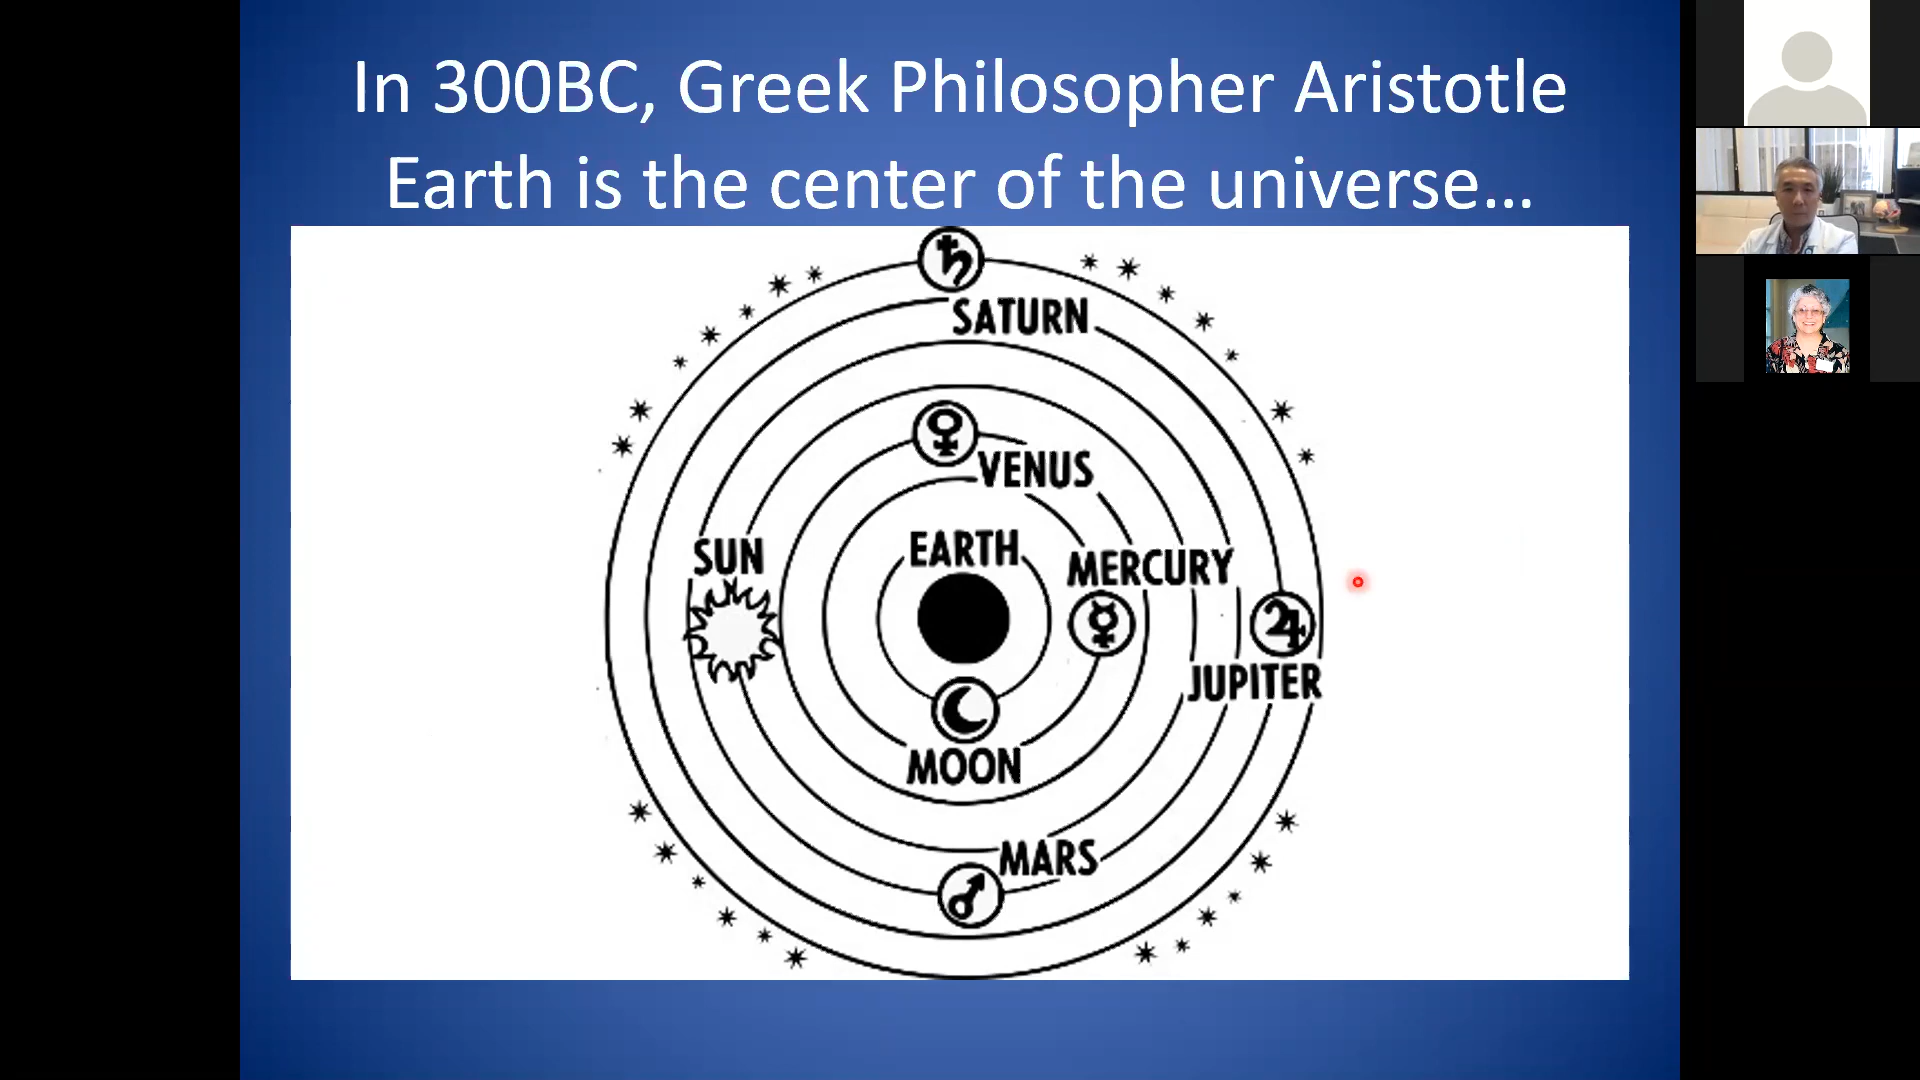 In 300BC, Greek Philosopher Aristotle
Earth is the center of the universe...
SATURN
VENUS
EARTH
SUN
MERCURY
JUPITER
MOON
MARS